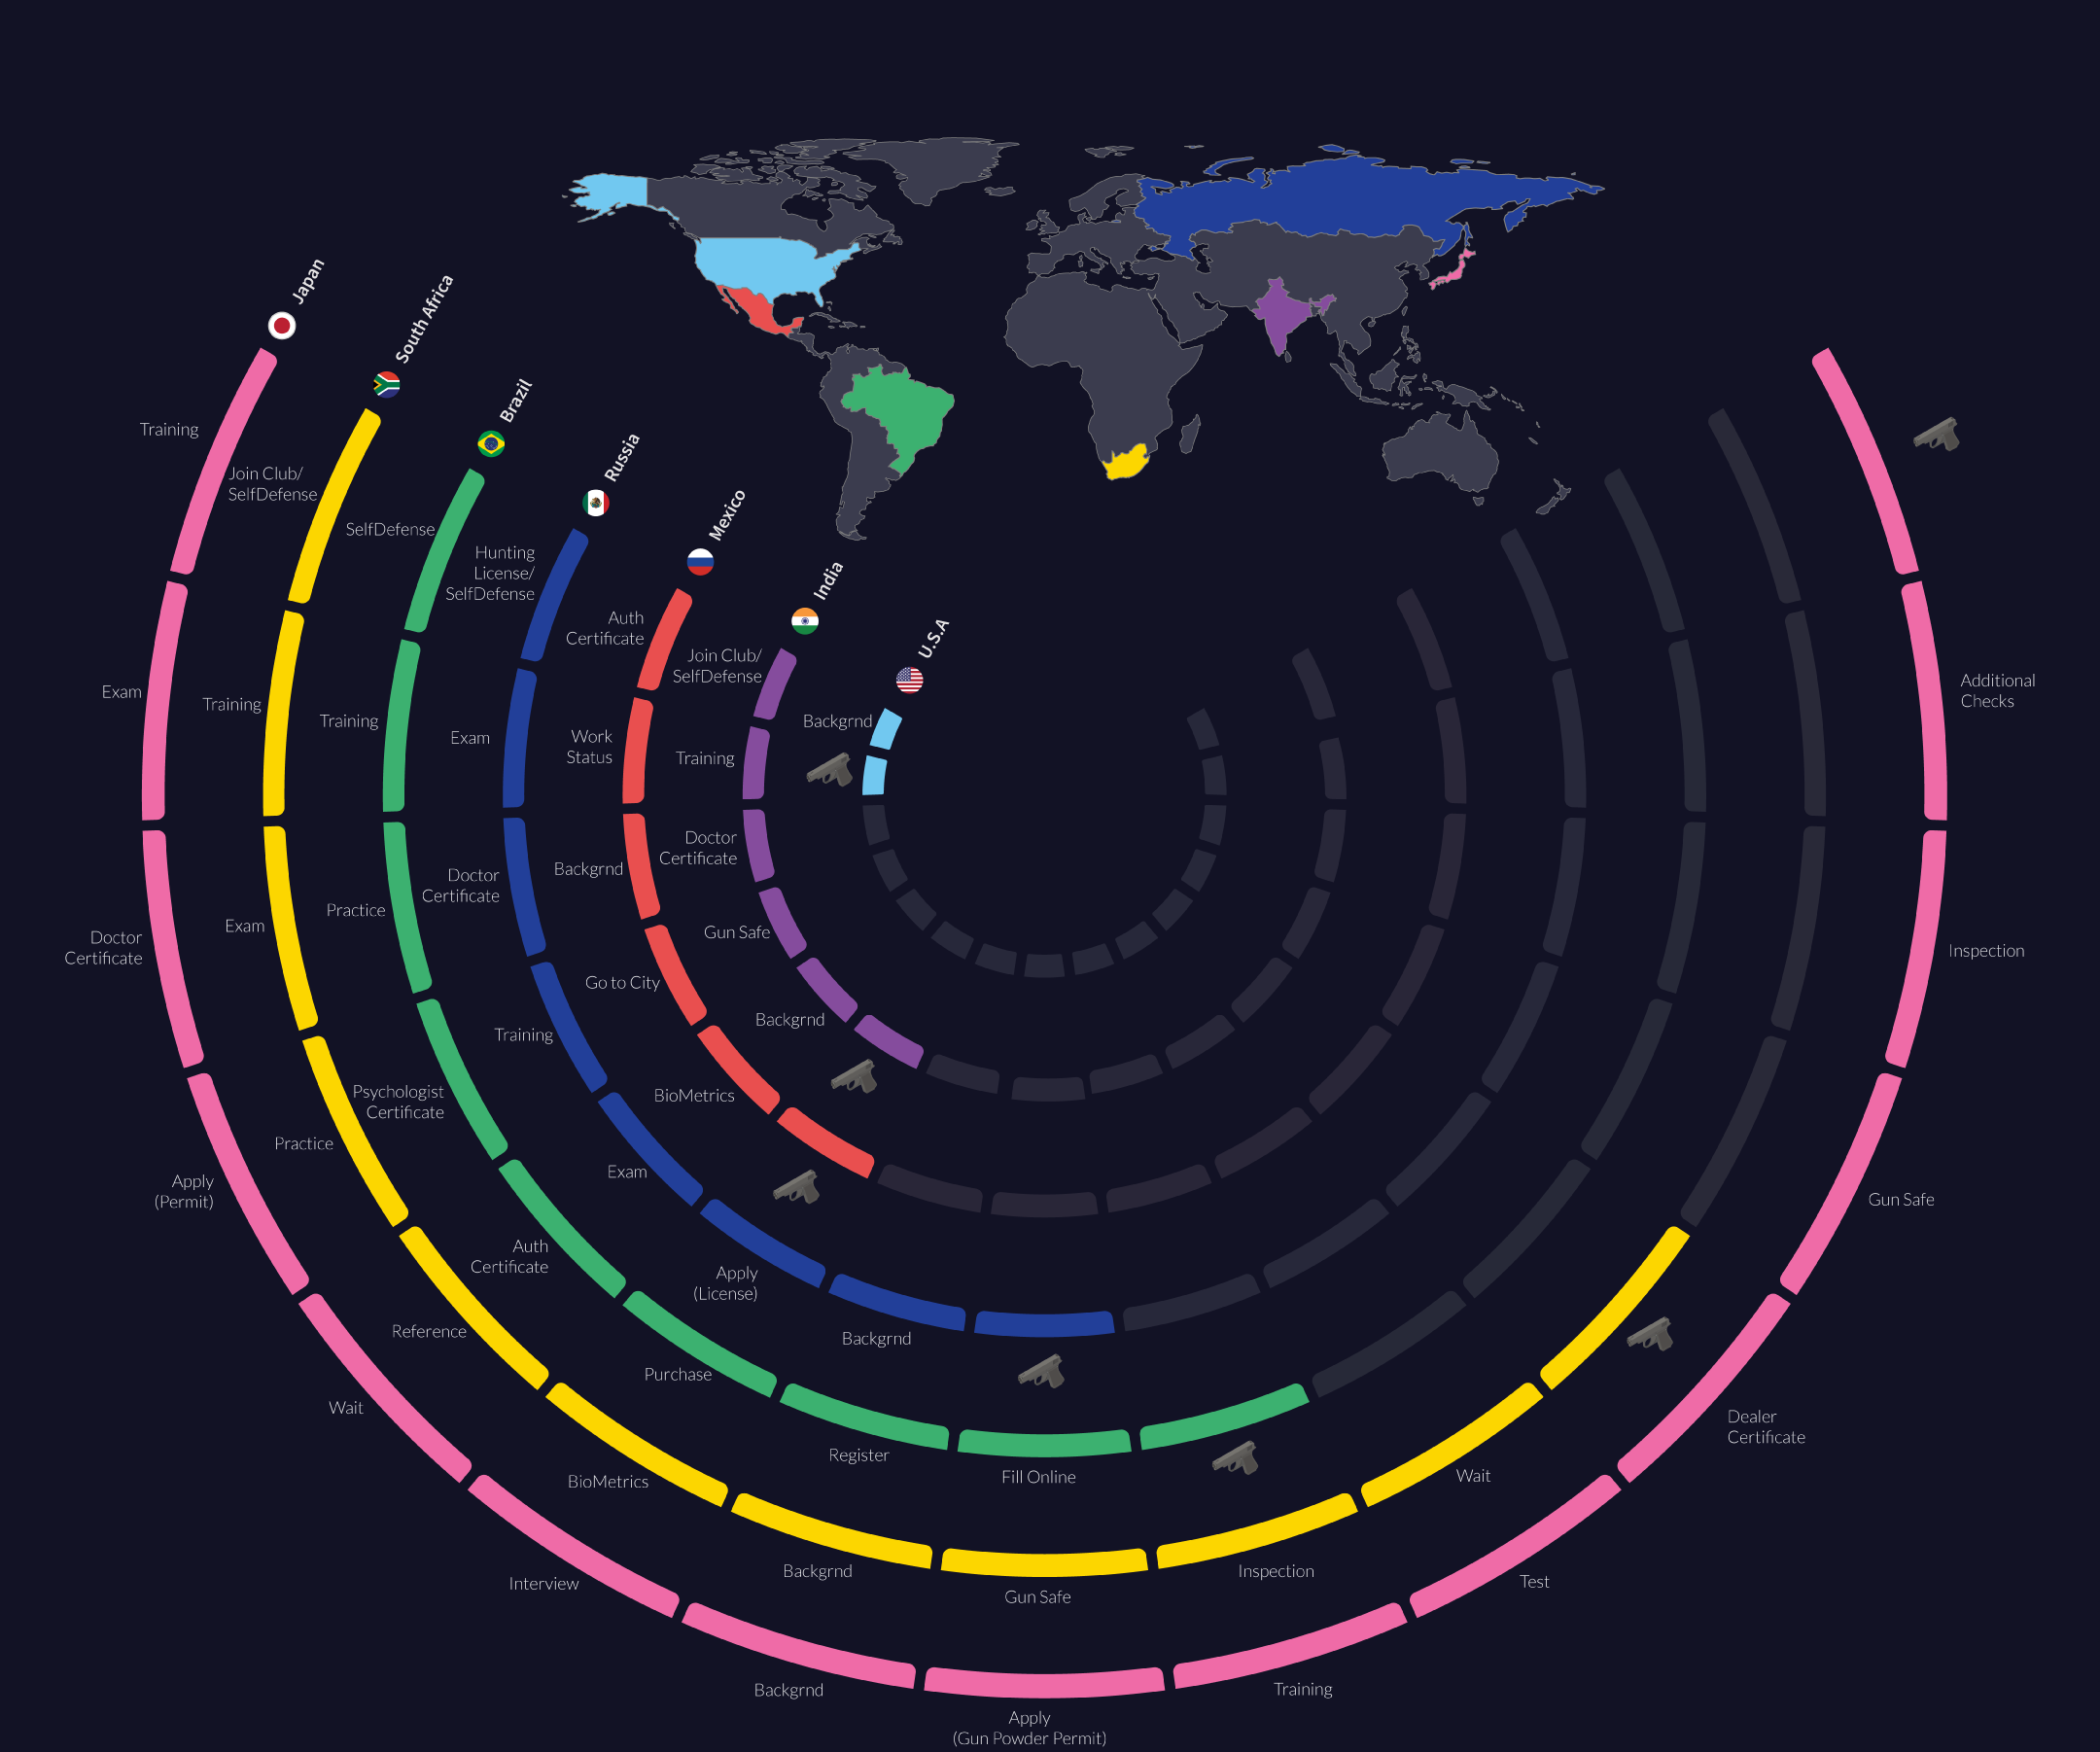 Japan
South Africa
Brazil
Russia
Mexico
India
U.S.A
Training
Exam
Doctor
Certificate
Apply
(Permit)
Wait
Interview
Backgrnd
Apply
(Gun Powder Permit)
Training
Test
Dealer
Certificate
Gun Safe
Inspection
Additional
Checks
Join Club/
SelfDefense
Training
Exam
Practice
Reference
BioMetrics
Backgrnd
Gun Safe
Inspection
Wait
SelfDefense
Training
Practice
Psychologist
Certificate
Auth
Certificate
Purchase
Register
Fill Online
Hunting
License/
SelfDefense
Exam
Doctor
Certificate
Training
Exam
Apply
(License)
Backgrnd
Auth
Certificate
Work
Status
Backgrnd
Go to City
BioMetrics
Join Club/
SelfDefense
Training
Doctor
Certificate
Gun Safe
Backgrnd
Backgrnd